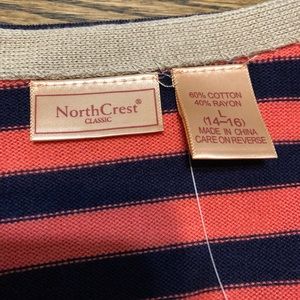 NorthCrest®
CLASSIC
60% COTTON
40% RAYON
L
(14-16)
MADE IN CHINA
CARE ON REVERSE